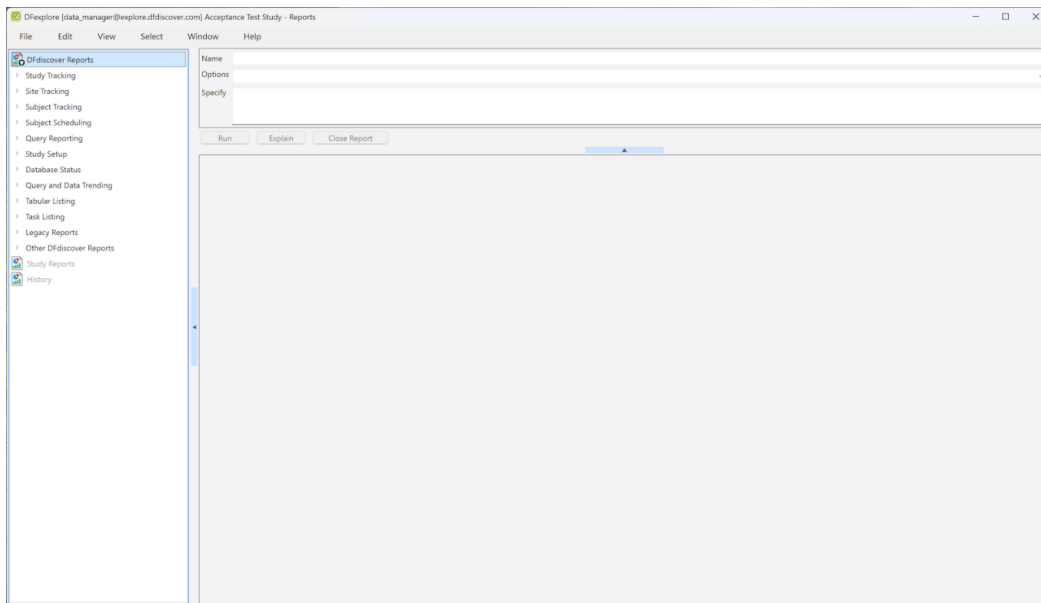 DFexplore [data_manager@explore.dfdiscover.com] Acceptance Test Study - Reports
File Edit View Select Window Help
DFdiscover Reports
Study Tracking
Site Tracking
Subject Tracking
Subject Scheduling
Query Reporting
Study Setup
Database Status
Query and Data Trending
Tabular Listing
Task Listing
Legacy Reports
Other DFdiscover Reports
Study Reports
History
Name
Options
Specify
Run Explain Close Report